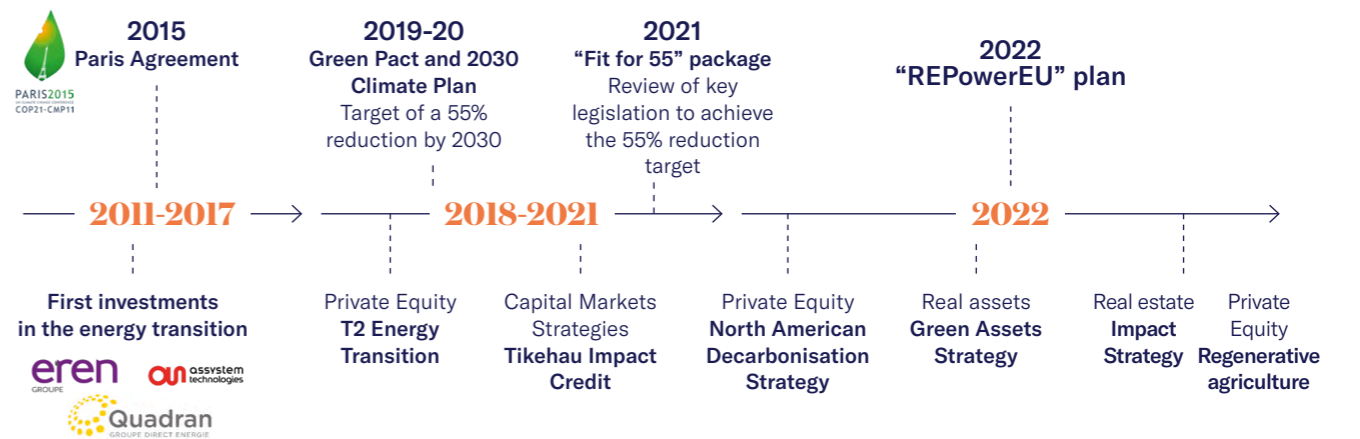 PARIS2015
UN CLIMATE CHANGE CONFERENCE
COP21-CMP11
2015
Paris Agreement
2019-20
Green Pact and 2030
Climate Plan
Target of a 55%
reduction by 2030
2021
“Fit for 55” package
Review of key
legislation to achieve
the 55% reduction
target
2022
“REPowerEU” plan
2011-2017
2018-2021
2022
First investments
in the energy transition
eren
GROUPE
assystem
technologies
Quadran
GROUPE DIRECT ENERGIE
Private Equity
T2 Energy
Transition
Capital Markets
Strategies
Tikehau Impact
Credit
Private Equity
North American
Decarbonisation
Strategy
Real assets
Green Assets
Strategy
Real estate
Impact
Strategy
Private
Equity
Regenerative
agriculture